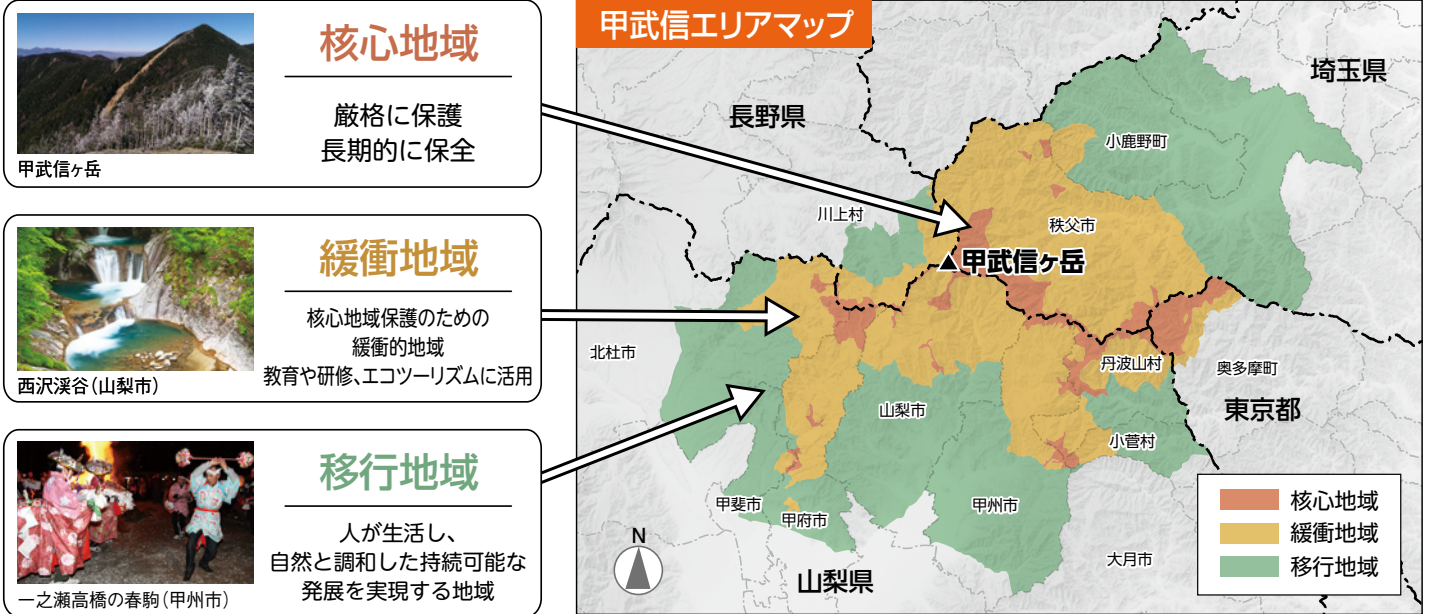 核心地域
厳格に保護
長期的に保全
甲武信ヶ岳
緩衝地域
核心地域保護のための
緩衝的地域
教育や研修、エコツーリズムに活用
西沢渓谷(山梨市)
移行地域
人が生活し、
自然と調和した持続可能な
発展を実現する地域
一之瀬高橋の春駒(甲州市)
甲武信エリアマップ
埼玉県
長野県
小鹿野町
川上村
秩父市
▲甲武信ヶ岳
北杜市
丹波山村
奥多摩町
山梨市
東京都
小菅村
甲斐市
甲府市
甲州市
大月市
山梨県
N
核心地域
緩衝地域
移行地域